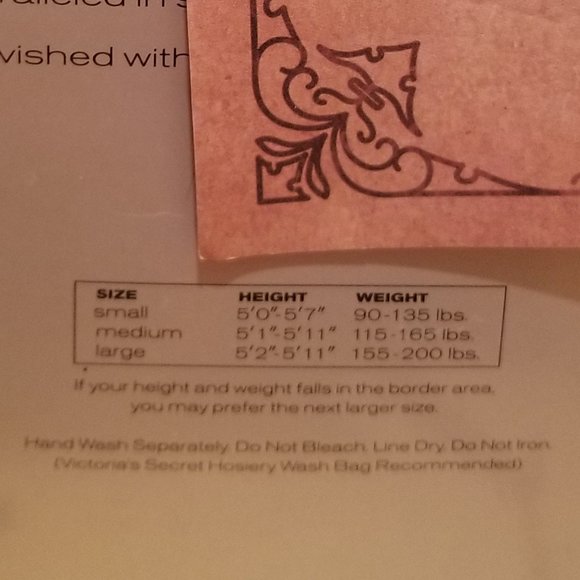 vished with
SIZE HEIGHT WEIGHT
small 5'0"-5'7" 90-135 lbs.
medium 5'1"-5'11" 115-165 lbs.
large 5'2"-5'11" 155-200 lbs.
If your height and weight falls in the border area,
you may prefer the next larger size.
Hand Wash Separately. Do Not Bleach. Line Dry. Do Not Iron.
(Victoria's Secret Hosiery Wash Bag Recommended)